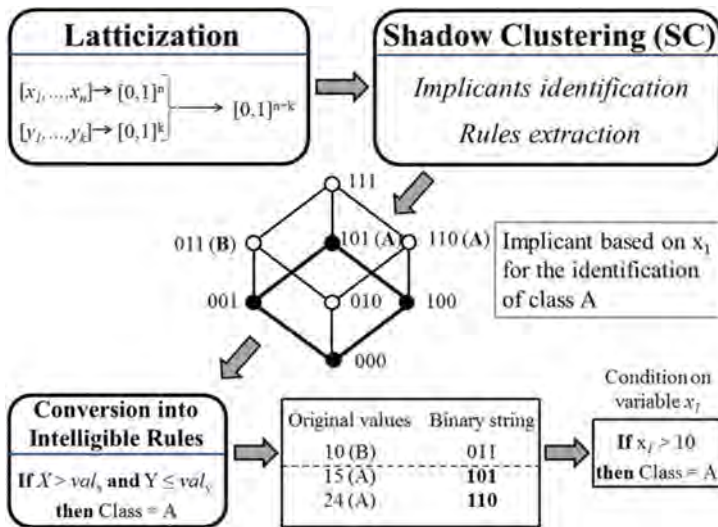 Latticization
[x1, ...,xn]→ [0,1]ⁿ
[y1, ...,yk]→ [0,1]ᵏ
[0,1]ⁿ⁺ᵏ
Shadow Clustering (SC)
Implicants identification
Rules extraction
111
011 (B)
101 (A)
110 (A)
001
010
100
000
Implicant based on x₁
for the identification
of class A
Conversion into
Intelligible Rules
If X > valₓ and Y ≤ valᵧ
then Class = A
Original values Binary string
10 (B) 011
15 (A) 101
24 (A) 110
Condition on
variable x₁
If x₁ > 10
then Class = A